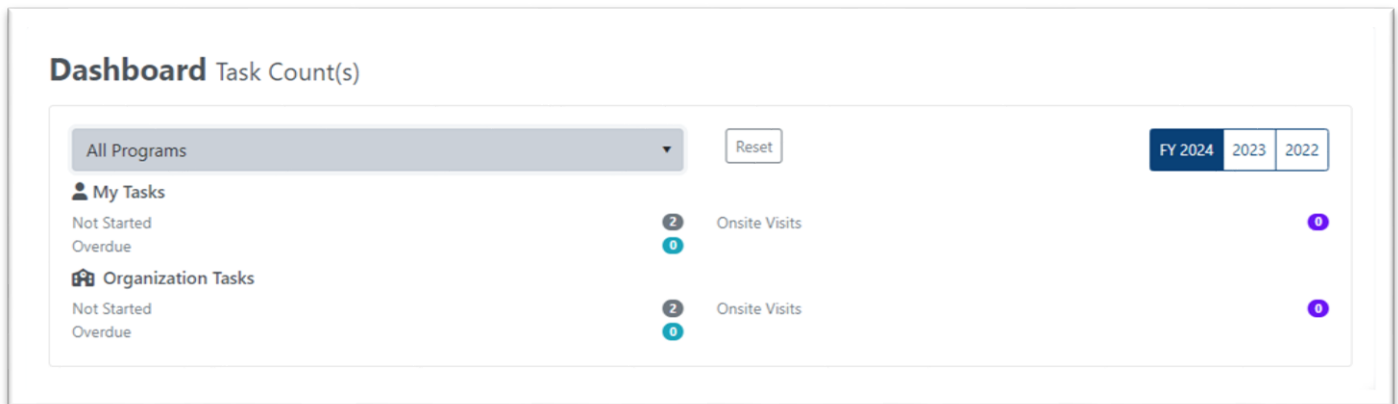 Dashboard Task Count(s)
All Programs Reset FY 2024 2023 2022
My Tasks
Not Started 2 Onsite Visits 0
Overdue 0
Organization Tasks
Not Started 2 Onsite Visits 0
Overdue 0